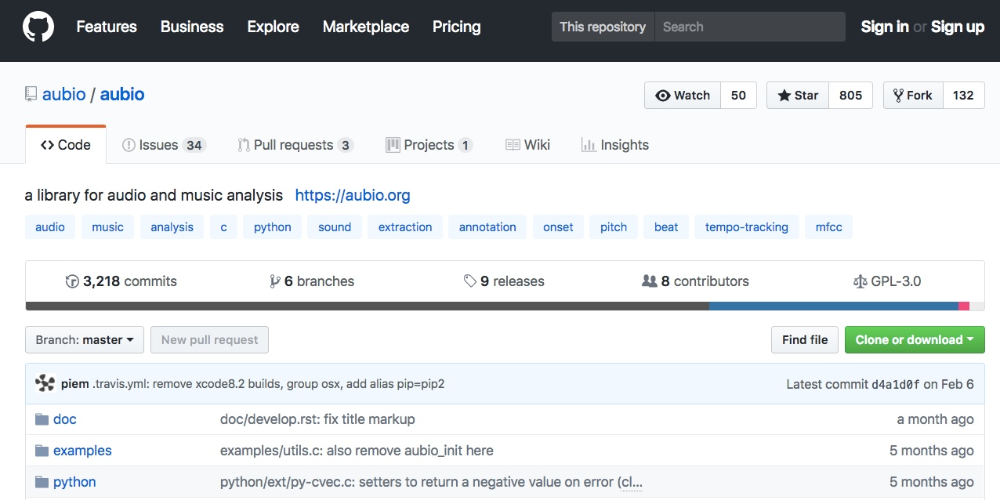 Features Business Explore Marketplace Pricing This repository Search Sign in or Sign up
aubio / aubio Watch 50 Star 805 Fork 132
Code Issues 34 Pull requests 3 Projects 1 Wiki Insights
a library for audio and music analysis https://aubio.org
audio music analysis c python sound extraction annotation onset pitch beat tempo-tracking mfcc
3,218 commits 6 branches 9 releases 8 contributors GPL-3.0
Branch: master New pull request Find file Clone or download
piem .travis.yml: remove xcode8.2 builds, group osx, add alias pip=pip2 Latest commit d4a1d0f on Feb 6
doc doc/develop.rst: fix title markup a month ago
examples examples/utils.c: also remove aubio_init here 5 months ago
python python/ext/py-cvec.c: setters to return a negative value on error (cl... 5 months ago